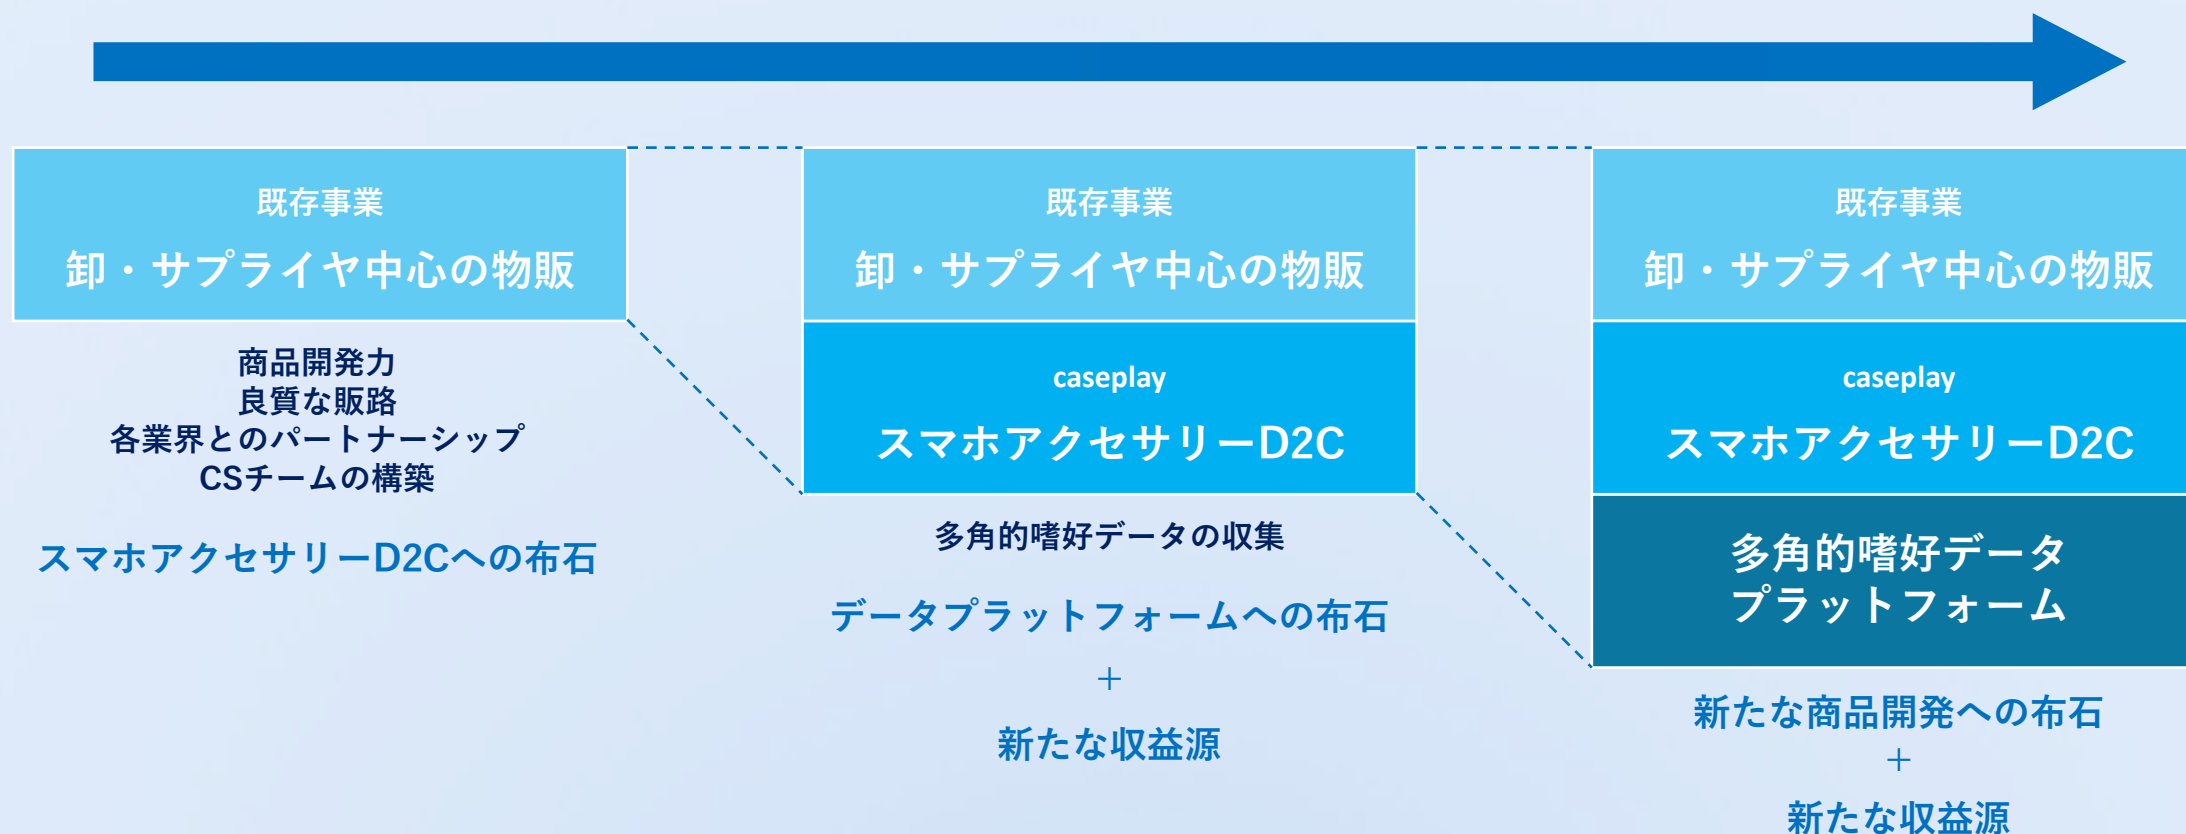 既存事業
卸・サプライヤ中心の物販
商品開発力
良質な販路
各業界とのパートナーシップ
CSチームの構築
スマホアクセサリーD2Cへの布石
既存事業
卸・サプライヤ中心の物販
caseplay
スマホアクセサリーD2C
多角的嗜好データの収集
データプラットフォームへの布石
+
新たな収益源
既存事業
卸・サプライヤ中心の物販
caseplay
スマホアクセサリーD2C
多角的嗜好データ
プラットフォーム
新たな商品開発への布石
+
新たな収益源